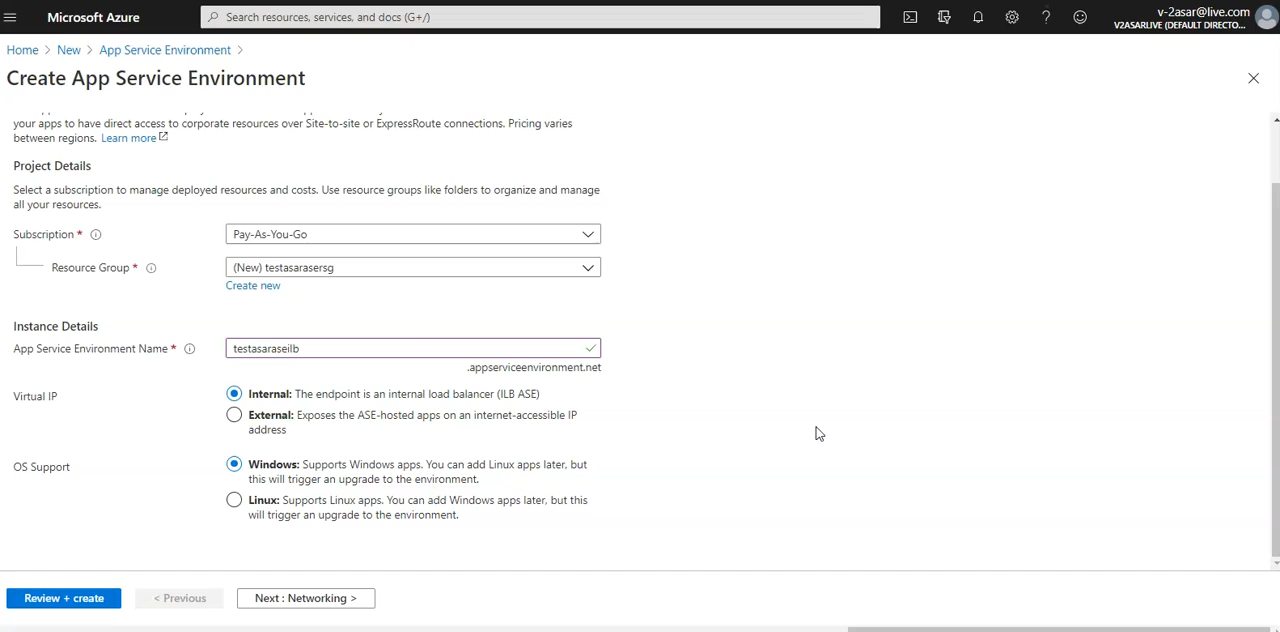 Microsoft Azure
Search resources, services, and docs (G+/)
v-2asar@live.com
V2ASARLIVE (DEFAULT DIRECTO...
Home > New > App Service Environment >
Create App Service Environment
your apps to have direct access to corporate resources over Site-to-site or ExpressRoute connections. Pricing varies
between regions. Learn more
Project Details
Select a subscription to manage deployed resources and costs. Use resource groups like folders to organize and manage
all your resources.
Subscription *
Pay-As-You-Go
Resource Group *
(New) testasarasersg
Create new
Instance Details
App Service Environment Name *
testasaraseilb
.appserviceenvironment.net
Virtual IP
Internal: The endpoint is an internal load balancer (ILB ASE)
External: Exposes the ASE-hosted apps on an internet-accessible IP
address
OS Support
Windows: Supports Windows apps. You can add Linux apps later, but
this will trigger an upgrade to the environment.
Linux: Supports Linux apps. You can add Windows apps later, but this
will trigger an upgrade to the environment.
Review + create
< Previous
Next : Networking >